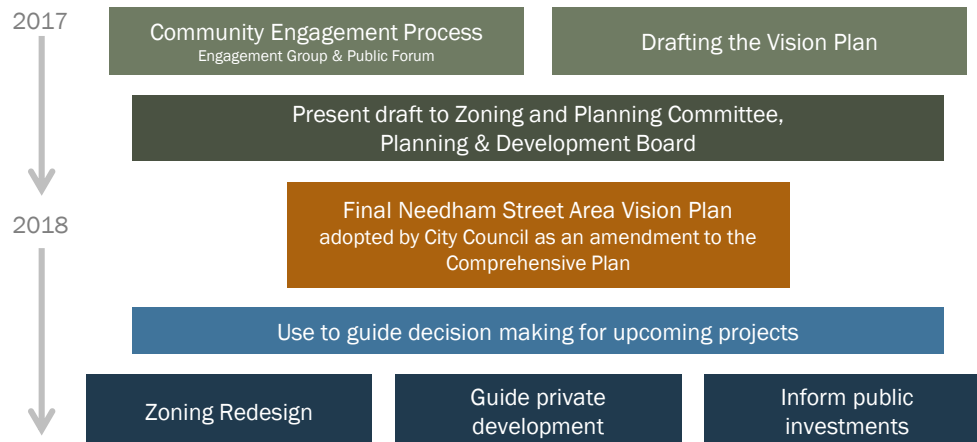 2017
Community Engagement Process
Engagement Group & Public Forum
Drafting the Vision Plan
Present draft to Zoning and Planning Committee,
Planning & Development Board
2018
Final Needham Street Area Vision Plan
adopted by City Council as an amendment to the
Comprehensive Plan
Use to guide decision making for upcoming projects
Zoning Redesign
Guide private
development
Inform public
investments